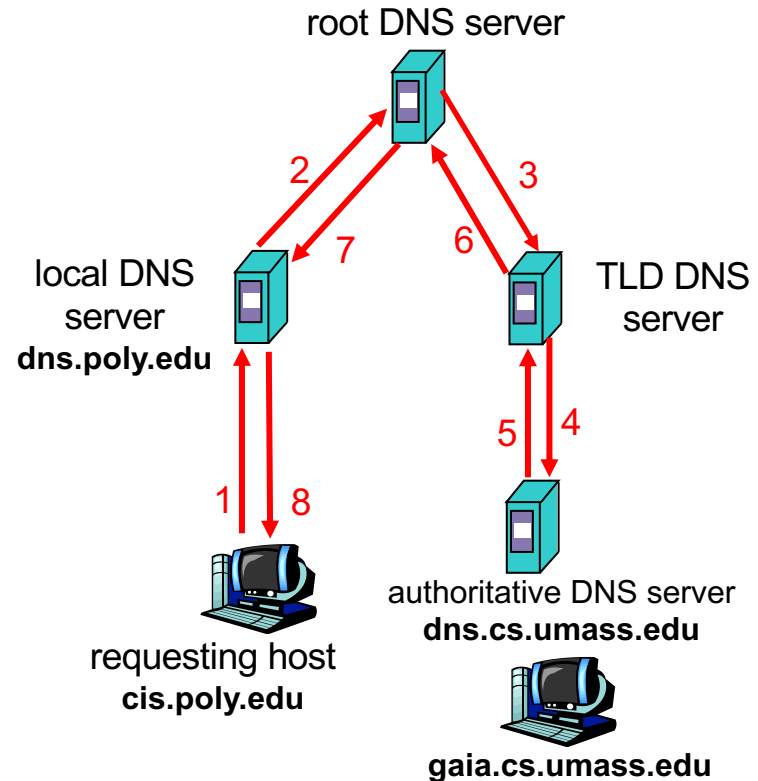 root DNS server
2
3
7
6
local DNS
server
dns.poly.edu
TLD DNS
server
5
4
1
8
authoritative DNS server
dns.cs.umass.edu
requesting host
cis.poly.edu
gaia.cs.umass.edu